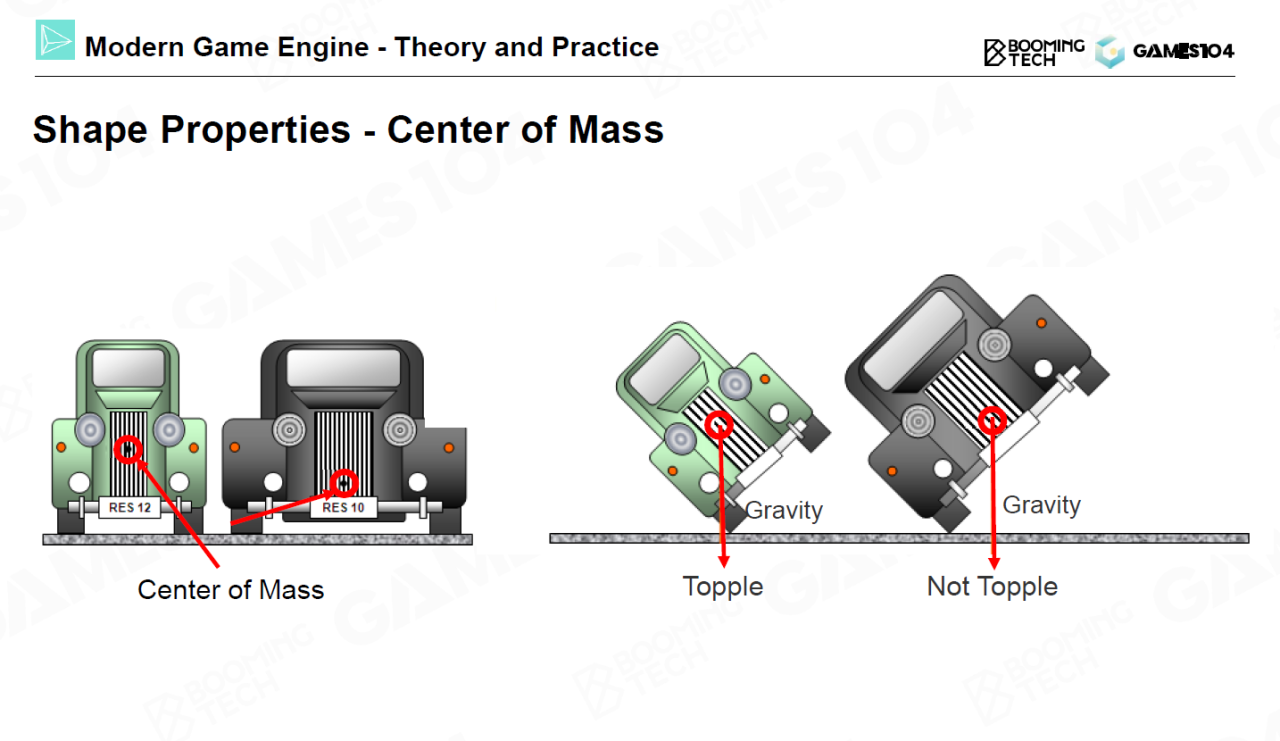 Modern Game Engine - Theory and Practice
BOOMING
TECH
GAMES104
Shape Properties - Center of Mass
RES 12
RES 10
Center of Mass
Gravity
Gravity
Topple
Not Topple